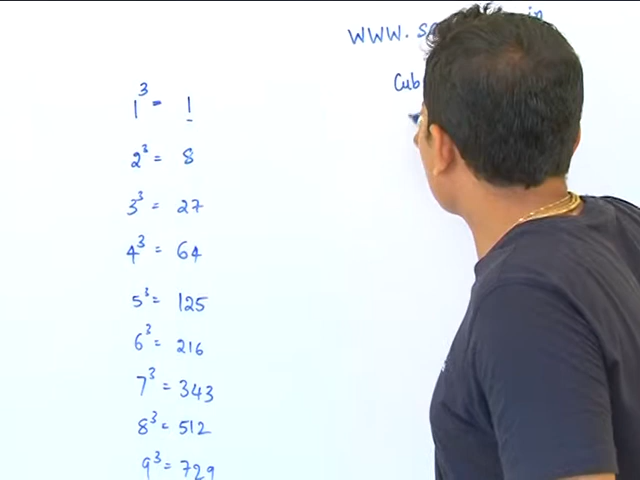 www.
Cub
1³ = 1
2³ = 8
3³ = 27
4³ = 64
5³ = 125
6³ = 216
7³ = 343
8³ = 512
9³ = 729